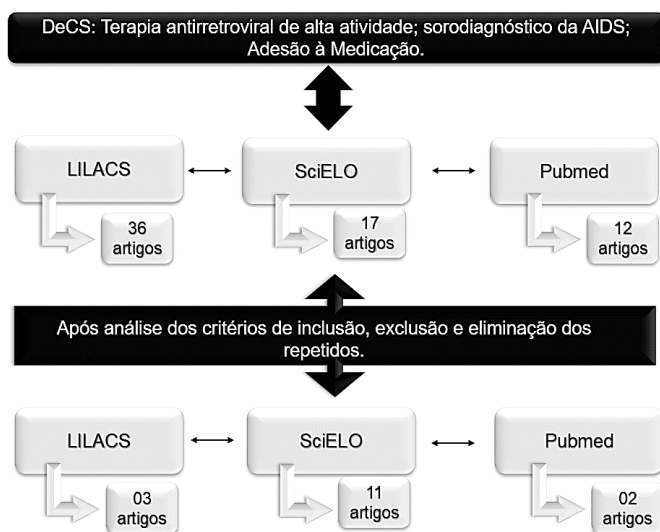 DeCS: Terapia antirretroviral de alta atividade; sorodiagnóstico da AIDS;
Adesão à Medicação.
LILACS
SciELO
Pubmed
36
artigos
17
artigos
12
artigos
Após análise dos critérios de inclusão, exclusão e eliminação dos
repetidos.
LILACS
SciELO
Pubmed
03
artigos
11
artigos
02
artigos